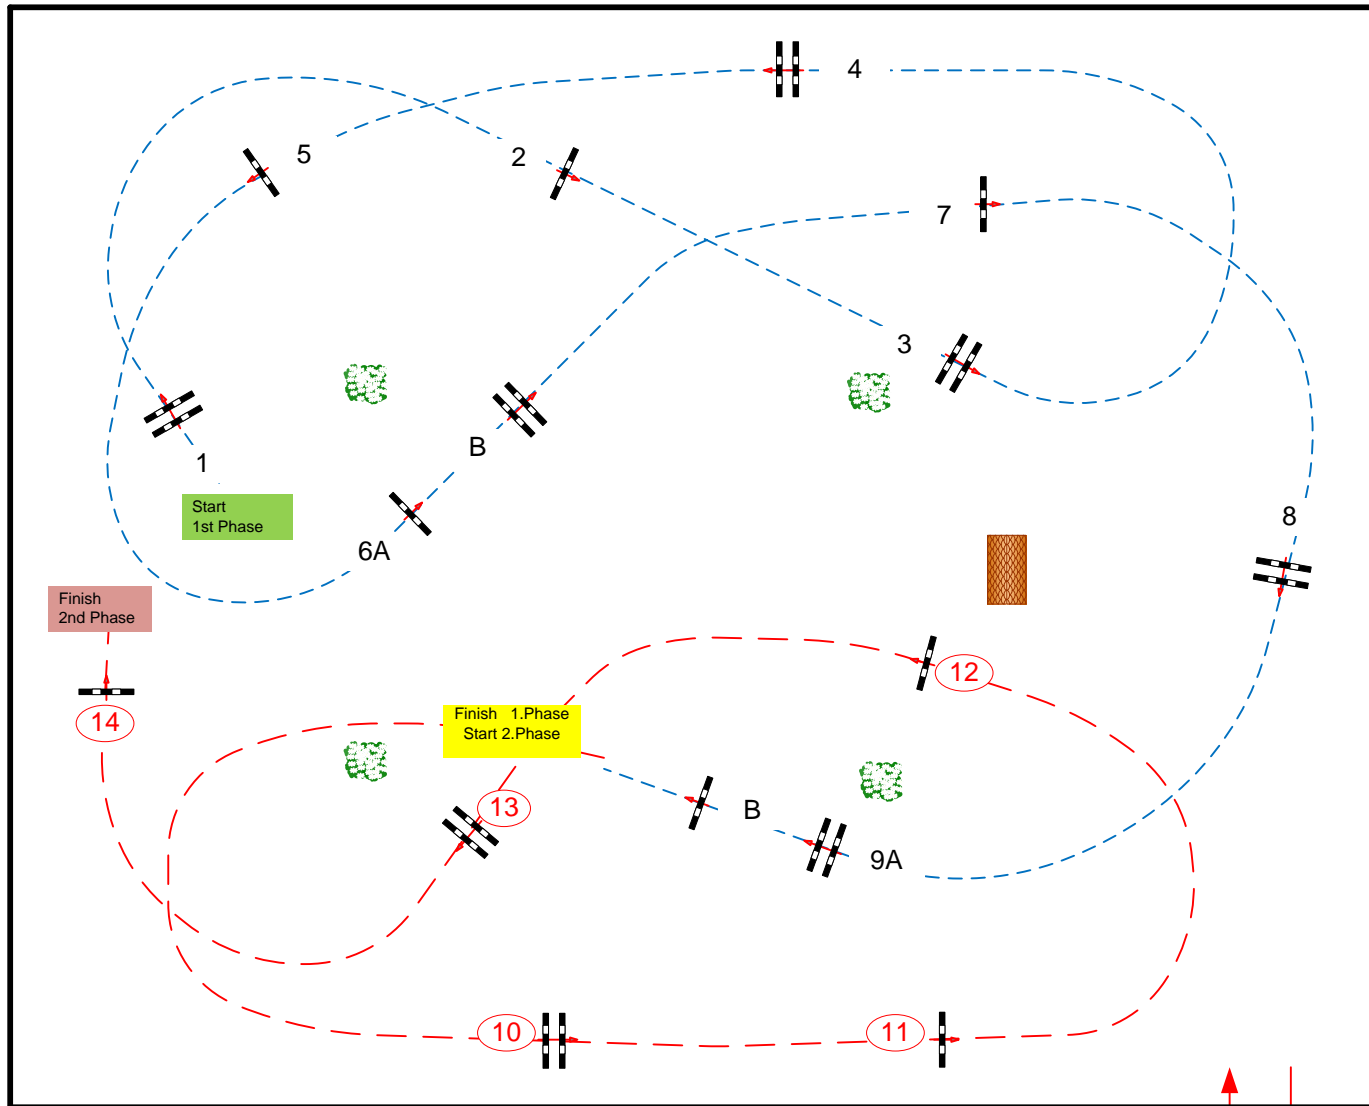 4
5
2
7
3
B
1
Start
1st Phase
8
6A
Finish
2nd Phase
12
14
Finish 1.Phase
Start 2.Phase
13
B
9A
10
11